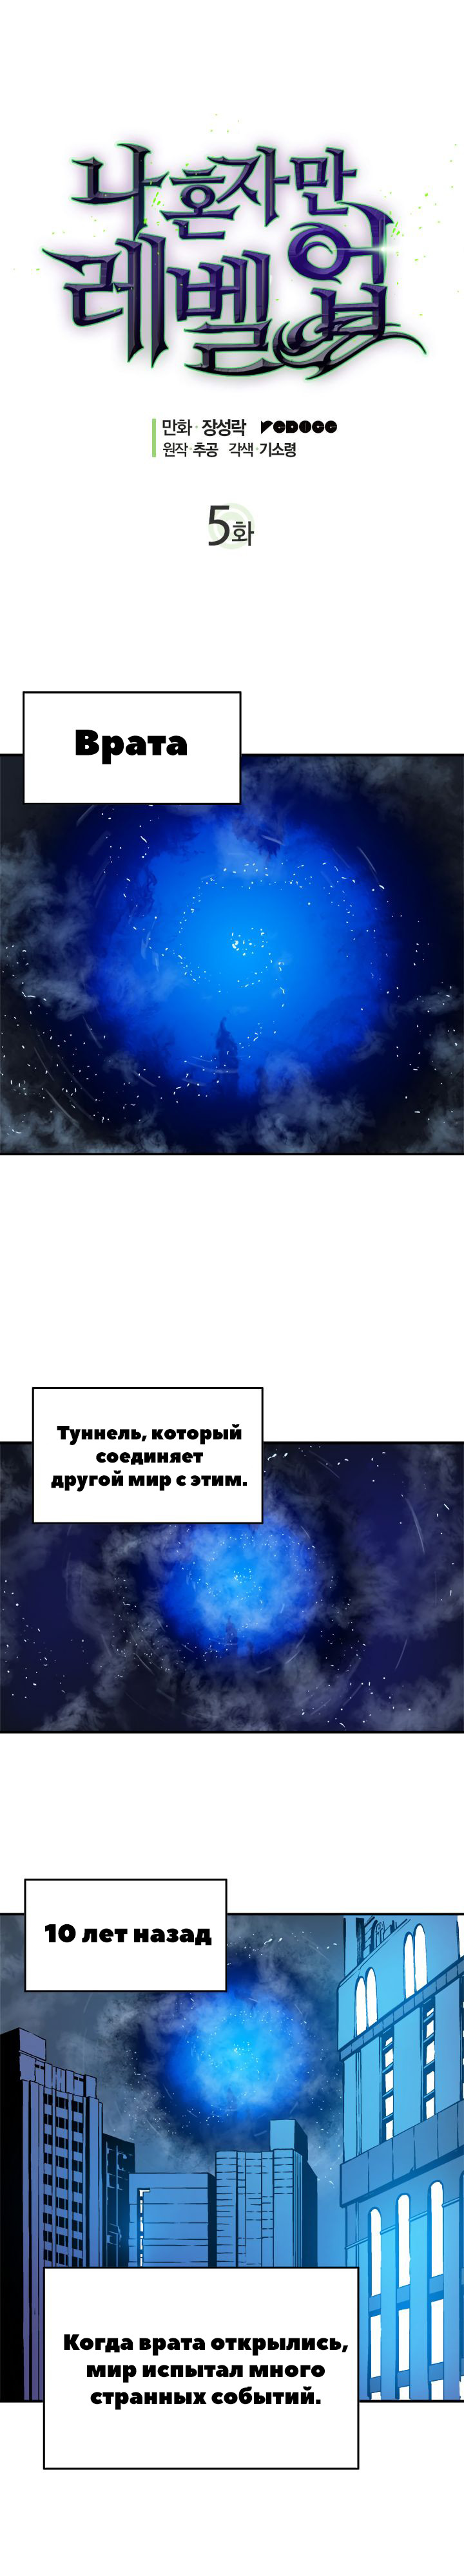 나 혼자만
레벨업
만화·장성락 REDICE
원작·추공 각색·기소령
5화
Врата
Туннель, который
соединяет
другой мир с этим.
10 лет назад
Когда врата открылись,
мир испытал много
странных событий.